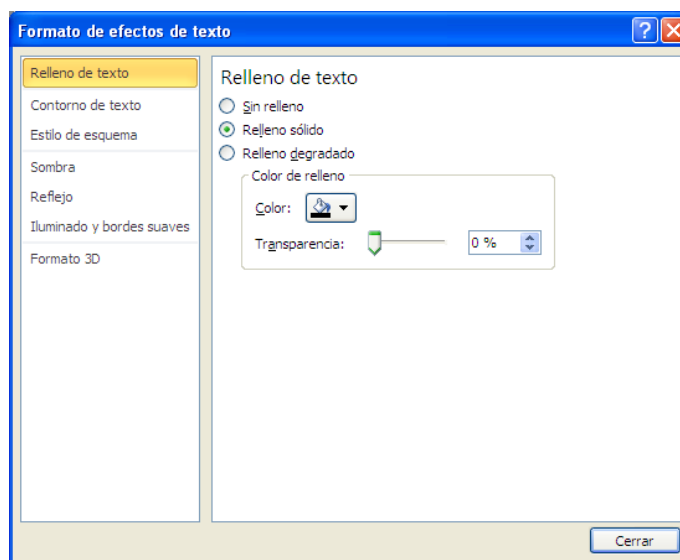 Formato de efectos de texto
Relleno de texto
Contorno de texto
Estilo de esquema
Sombra
Reflejo
Iluminado y bordes suaves
Formato 3D
Relleno de texto
Sin relleno
Relleno sólido
Relleno degradado
Color de relleno
Color:
Transparencia: 0 %
Cerrar